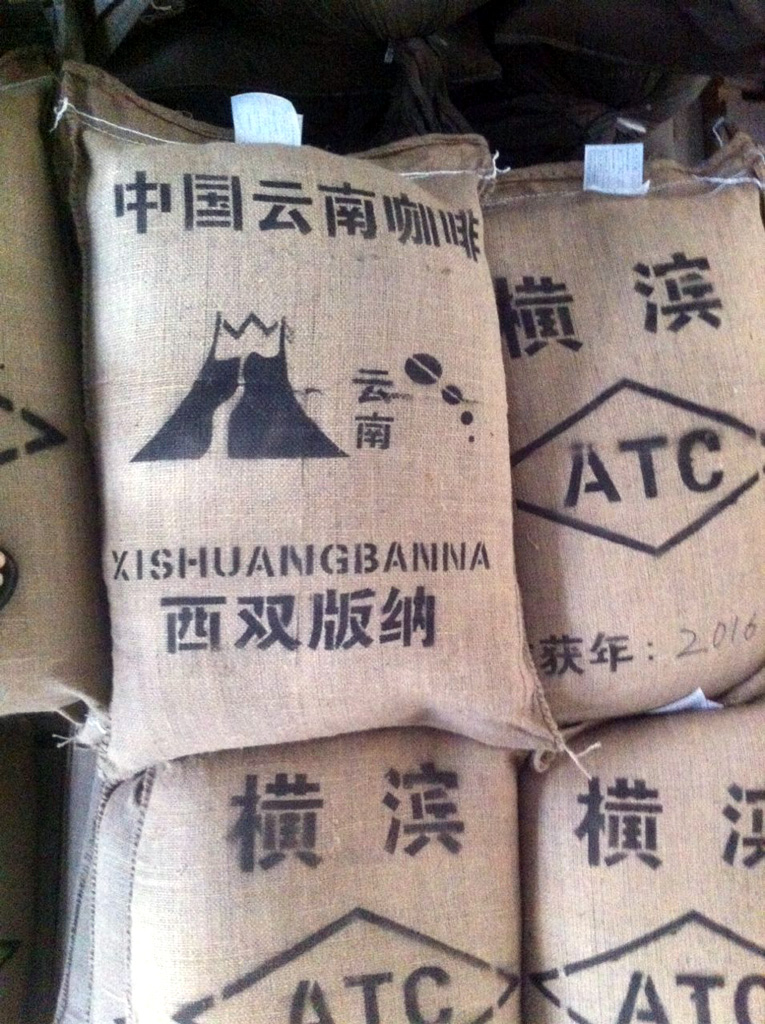 中国云南咖啡
云
南
XISHUANGBANNA
西双版纳
横 滨
ATC
获年：2016
横 滨
ATC
横 滨
ATC